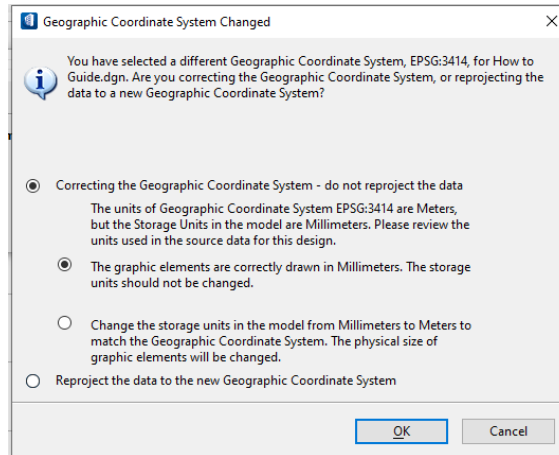 Geographic Coordinate System Changed
You have selected a different Geographic Coordinate System, EPSG:3414, for How to
Guide.dgn. Are you correcting the Geographic Coordinate System, or reprojecting the
data to a new Geographic Coordinate System?
Correcting the Geographic Coordinate System - do not reproject the data
The units of Geographic Coordinate System EPSG:3414 are Meters,
but the Storage Units in the model are Millimeters. Please review the
units used in the source data for this design.
The graphic elements are correctly drawn in Millimeters. The storage
units should not be changed.
Change the storage units in the model from Millimeters to Meters to
match the Geographic Coordinate System. The physical size of
graphic elements will be changed.
Reproject the data to the new Geographic Coordinate System
OK
Cancel